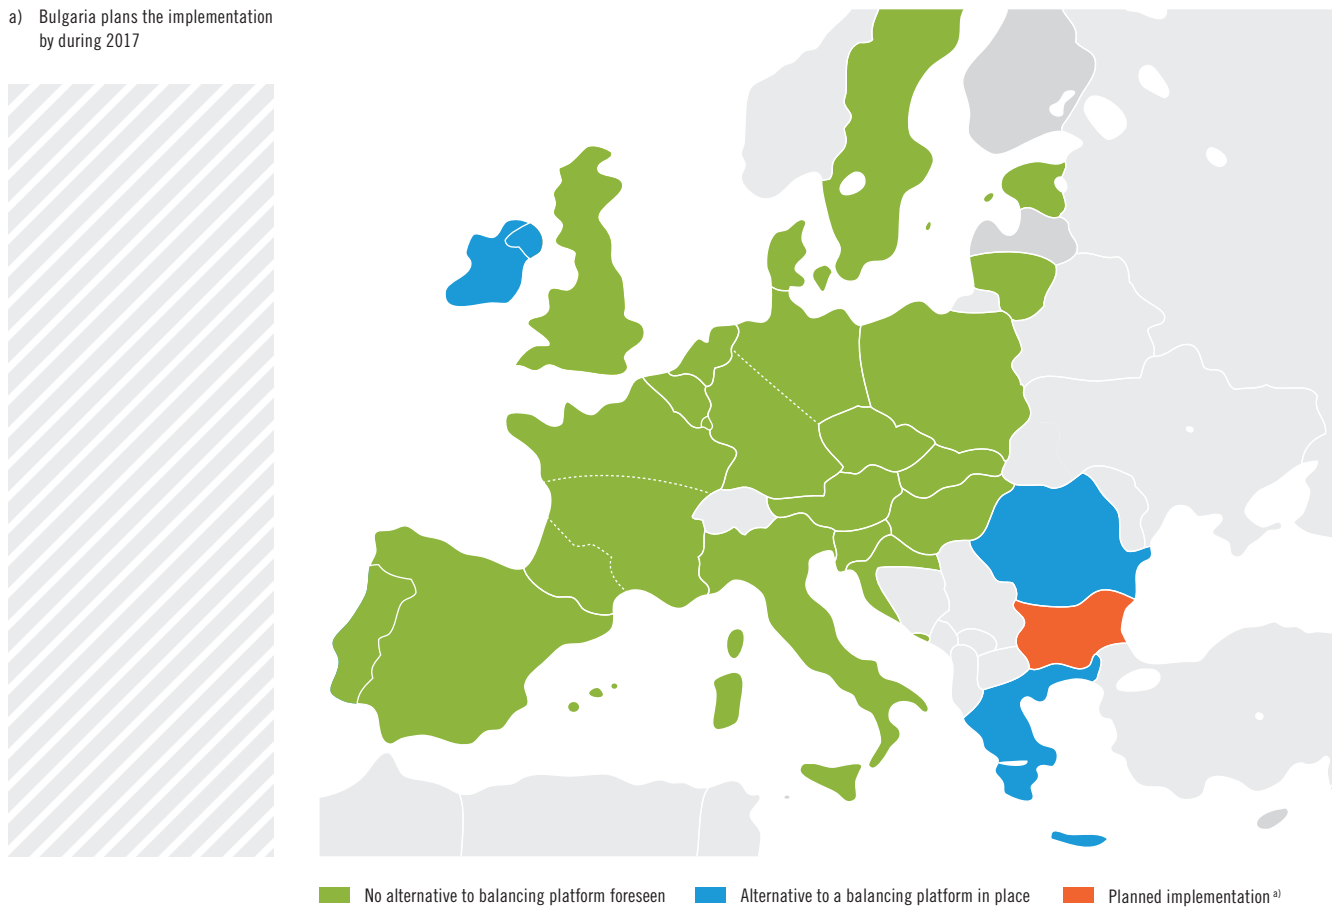 a) Bulgaria plans the implementation
by during 2017
No alternative to balancing platform foreseen
Alternative to a balancing platform in place
Planned implementation a)